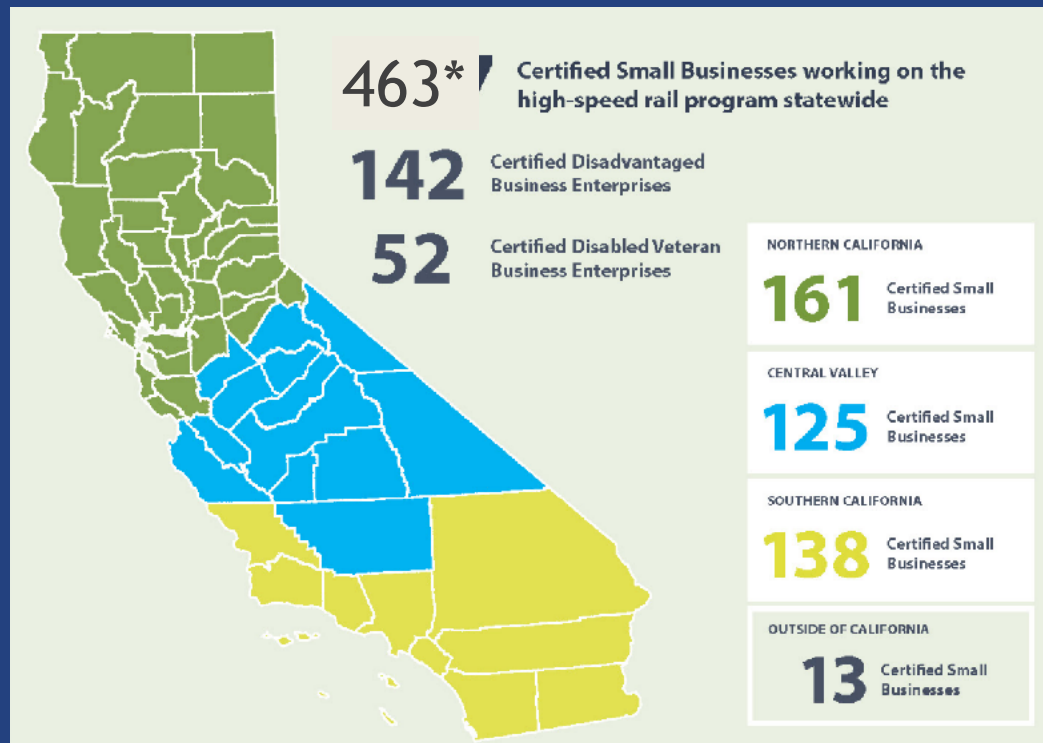 463*
Certified Small Businesses working on the
high-speed rail program statewide
142
Certified Disadvantaged
Business Enterprises
52
Certified Disabled Veteran
Business Enterprises
NORTHERN CALIFORNIA
161
Certified Small
Businesses
CENTRAL VALLEY
125
Certified Small
Businesses
SOUTHERN CALIFORNIA
138
Certified Small
Businesses
OUTSIDE OF CALIFORNIA
13
Certified Small
Businesses